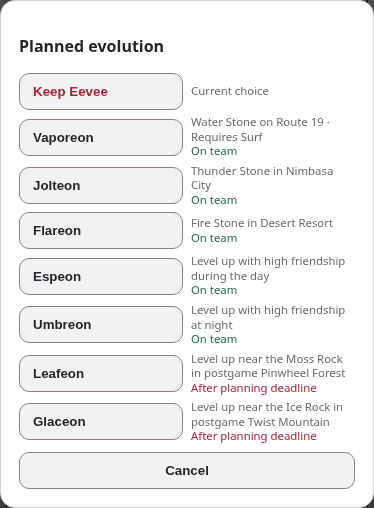 Planned evolution
Keep Eevee
Current choice
Vaporeon
Water Stone on Route 19 ·
Requires Surf
On team
Jolteon
Thunder Stone in Nimbasa
City
On team
Flareon
Fire Stone in Desert Resort
On team
Espeon
Level up with high friendship
during the day
On team
Umbreon
Level up with high friendship
at night
On team
Leafeon
Level up near the Moss Rock
in postgame Pinwheel Forest
After planning deadline
Glaceon
Level up near the Ice Rock in
postgame Twist Mountain
After planning deadline
Cancel